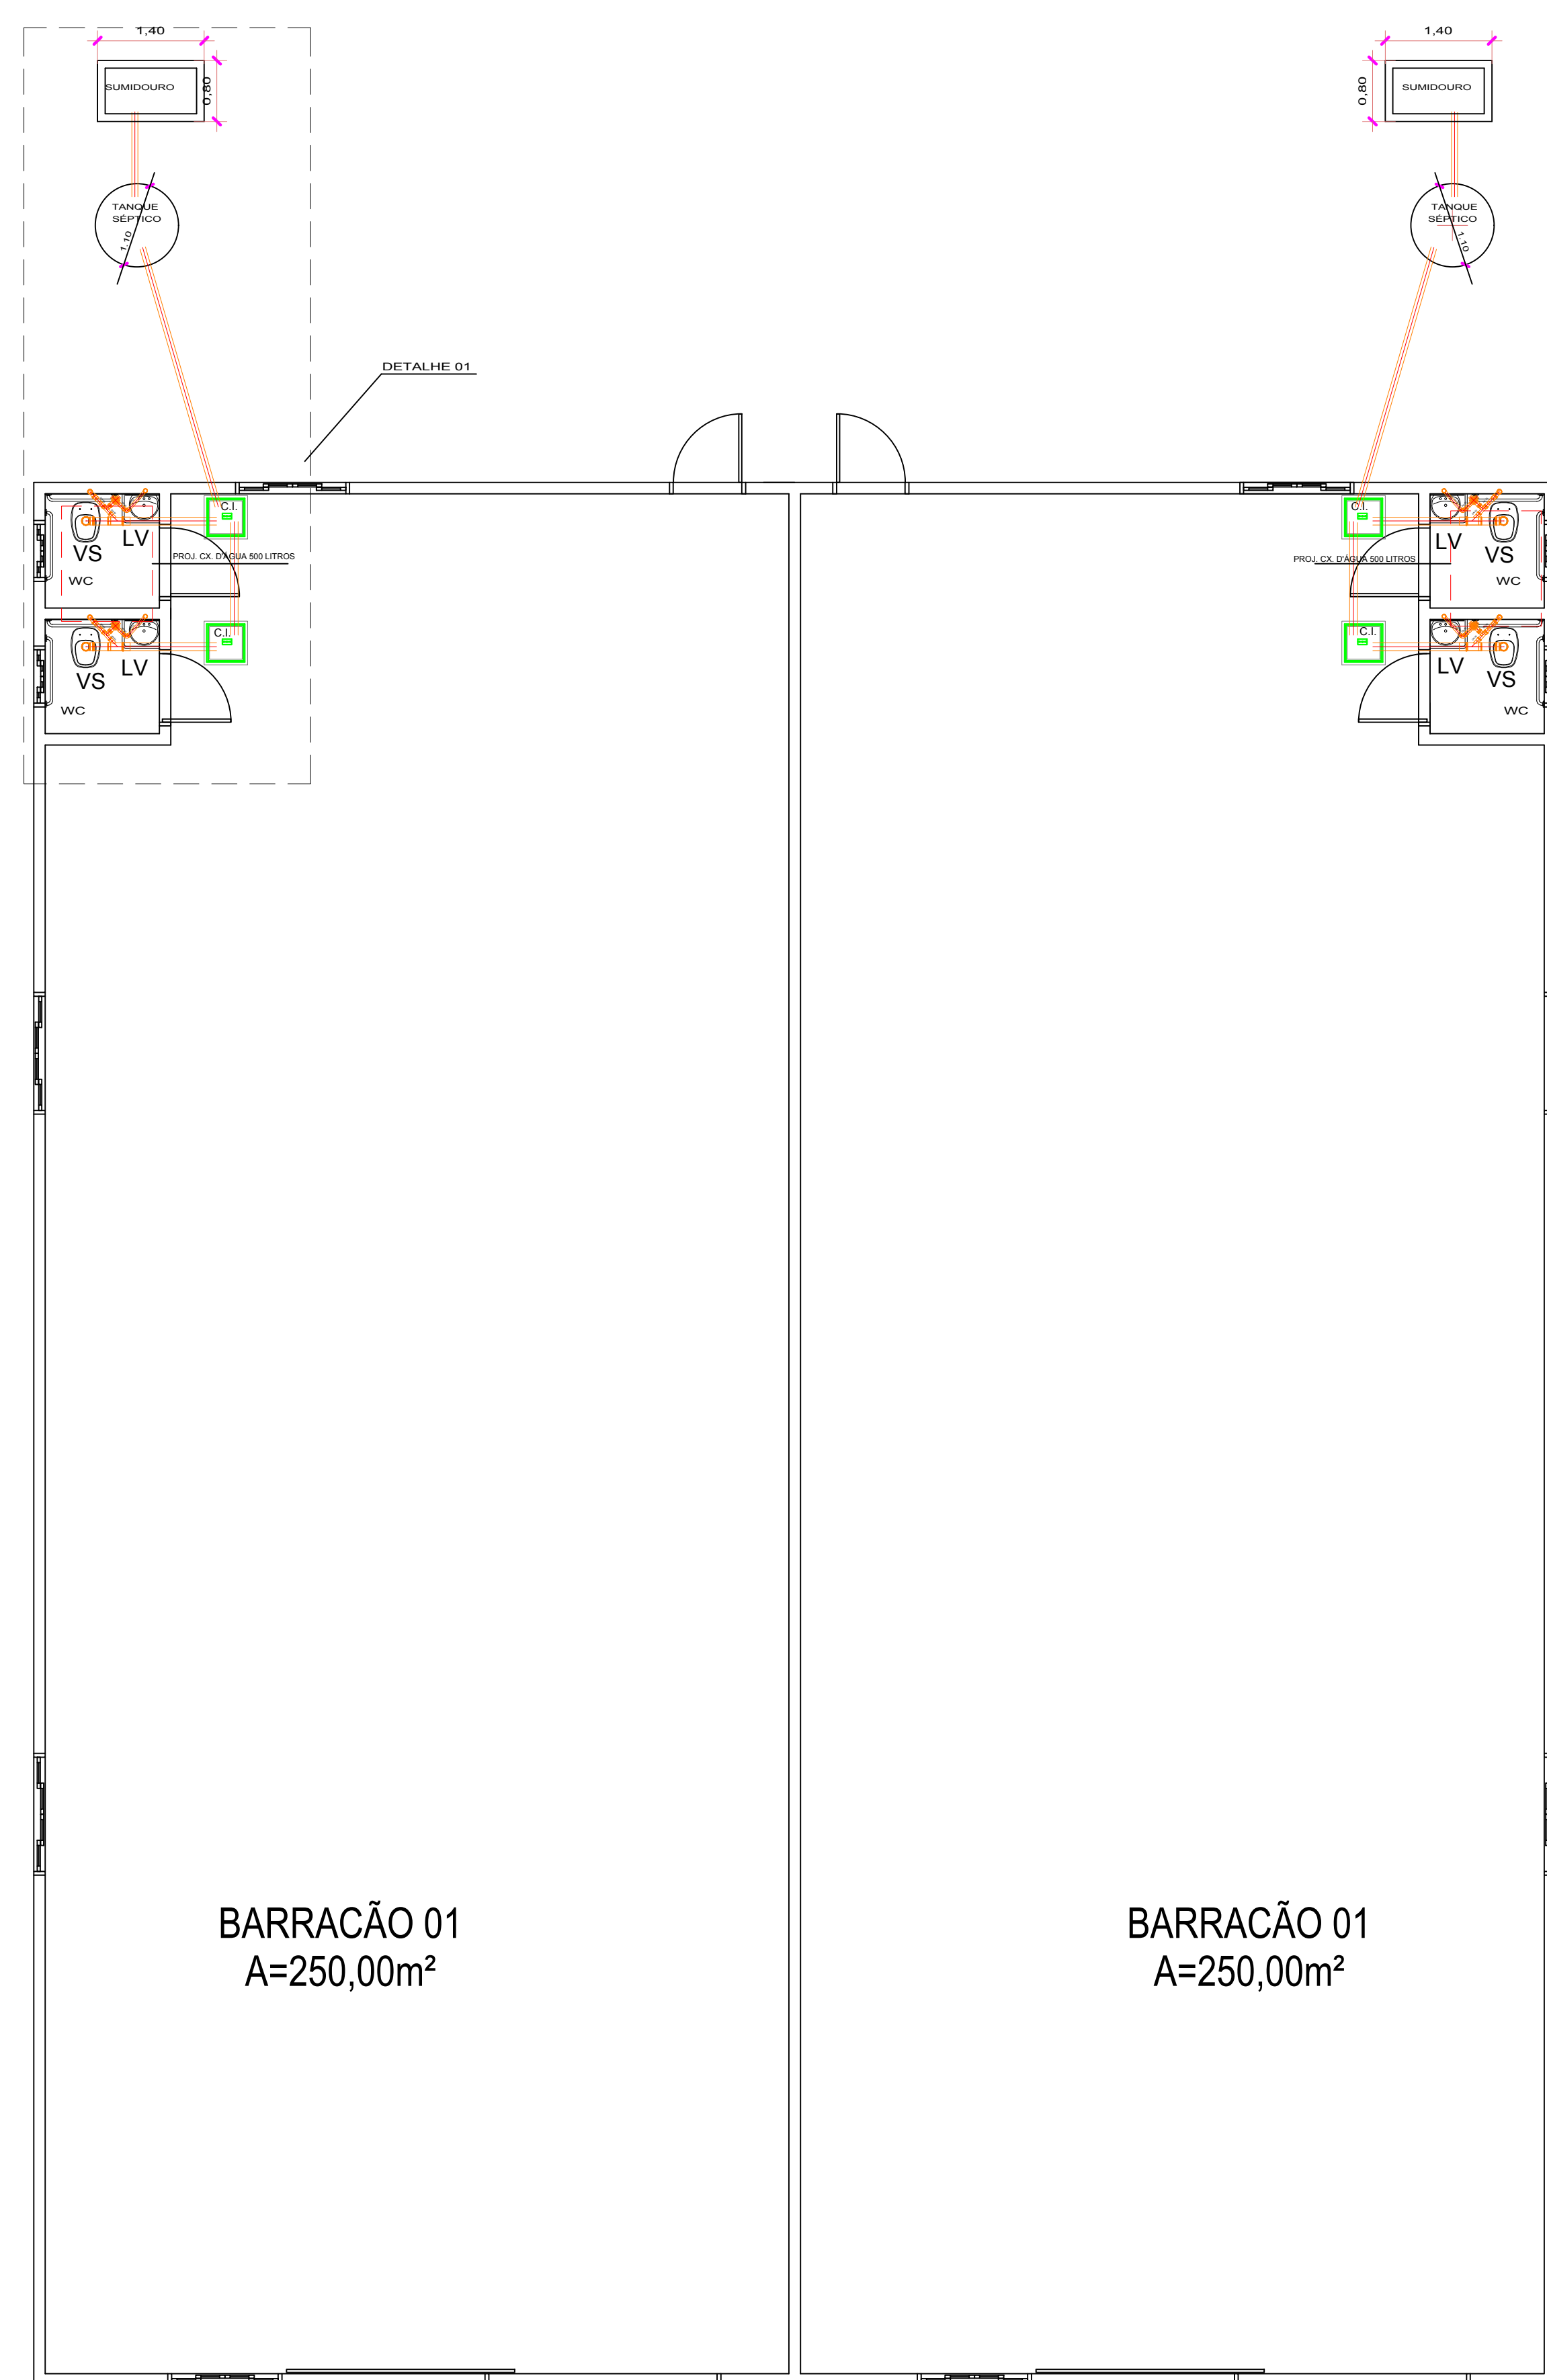 1,40
1,40
SUMIDOURO
0,80
0,80
SUMIDOURO
TANQUE
SÉPTICO
1.10
TANQUE
SÉPTICO
1.10
DETALHE 01
C.I.
C.I.
VS
LV
LV
VS
PROJ. CX. D'ÁGUA 500 LITROS
PROJ. CX. D'ÁGUA 500 LITROS
WC
WC
C.I.
C.I.
VS
LV
LV
VS
WC
WC
BARRACÃO 01
A=250,00m²
BARRACÃO 01
A=250,00m²